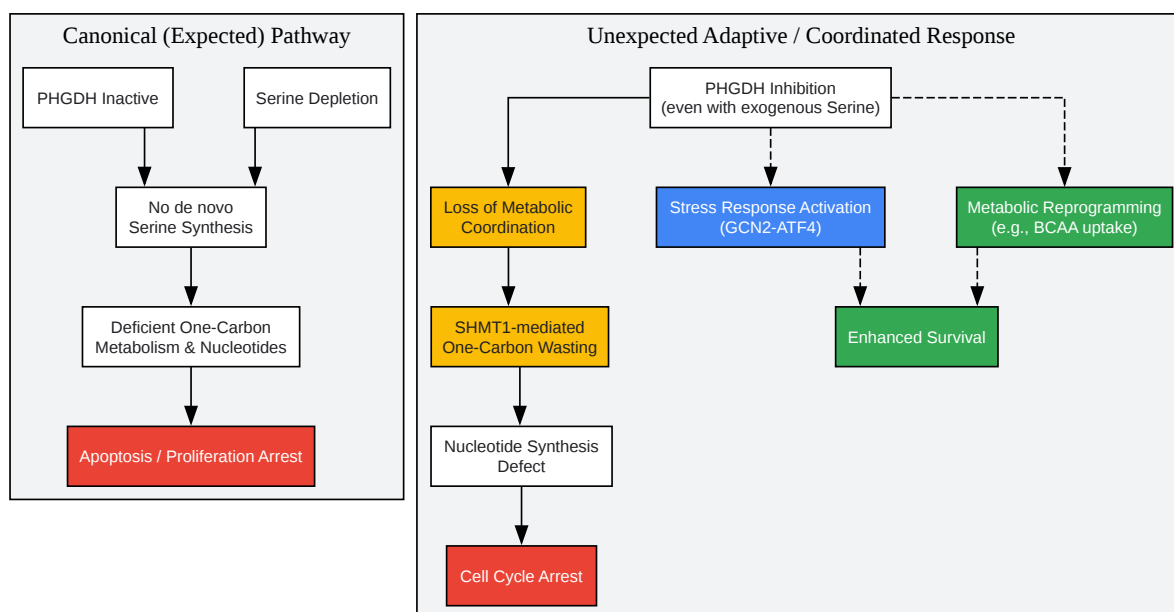 Canonical (Expected) Pathway
PHGDH Inactive
Serine Depletion
No de novo
Serine Synthesis
Deficient One-Carbon
Metabolism & Nucleotides
Apoptosis / Proliferation Arrest
Unexpected Adaptive / Coordinated Response
PHGDH Inhibition
(even with exogenous Serine)
Loss of Metabolic
Coordination
Stress Response Activation
(GCN2-ATF4)
Metabolic Reprogramming
(e.g., BCAA uptake)
SHMT1-mediated
One-Carbon Wasting
Enhanced Survival
Nucleotide Synthesis
Defect
Cell Cycle Arrest